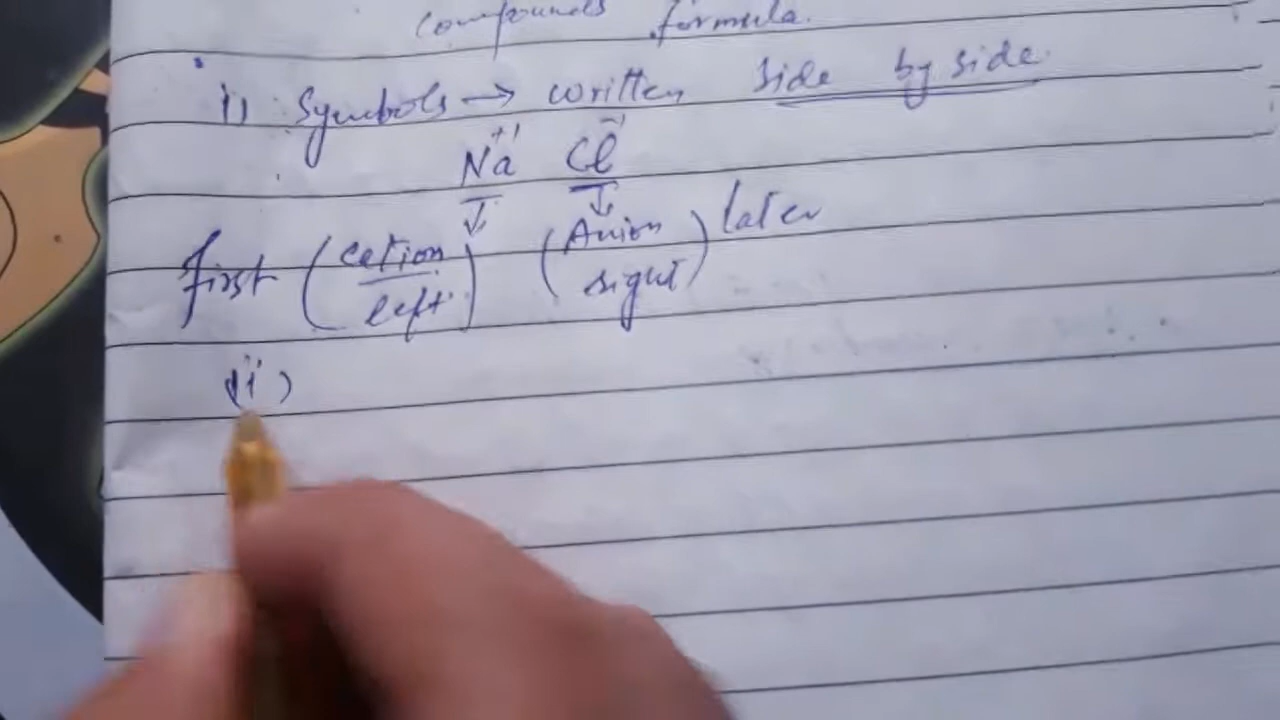 compounds formula.
i) Symbols → written side by side.
Na+1 Cl-1
first (Cation left) (Anion right) later
ii)